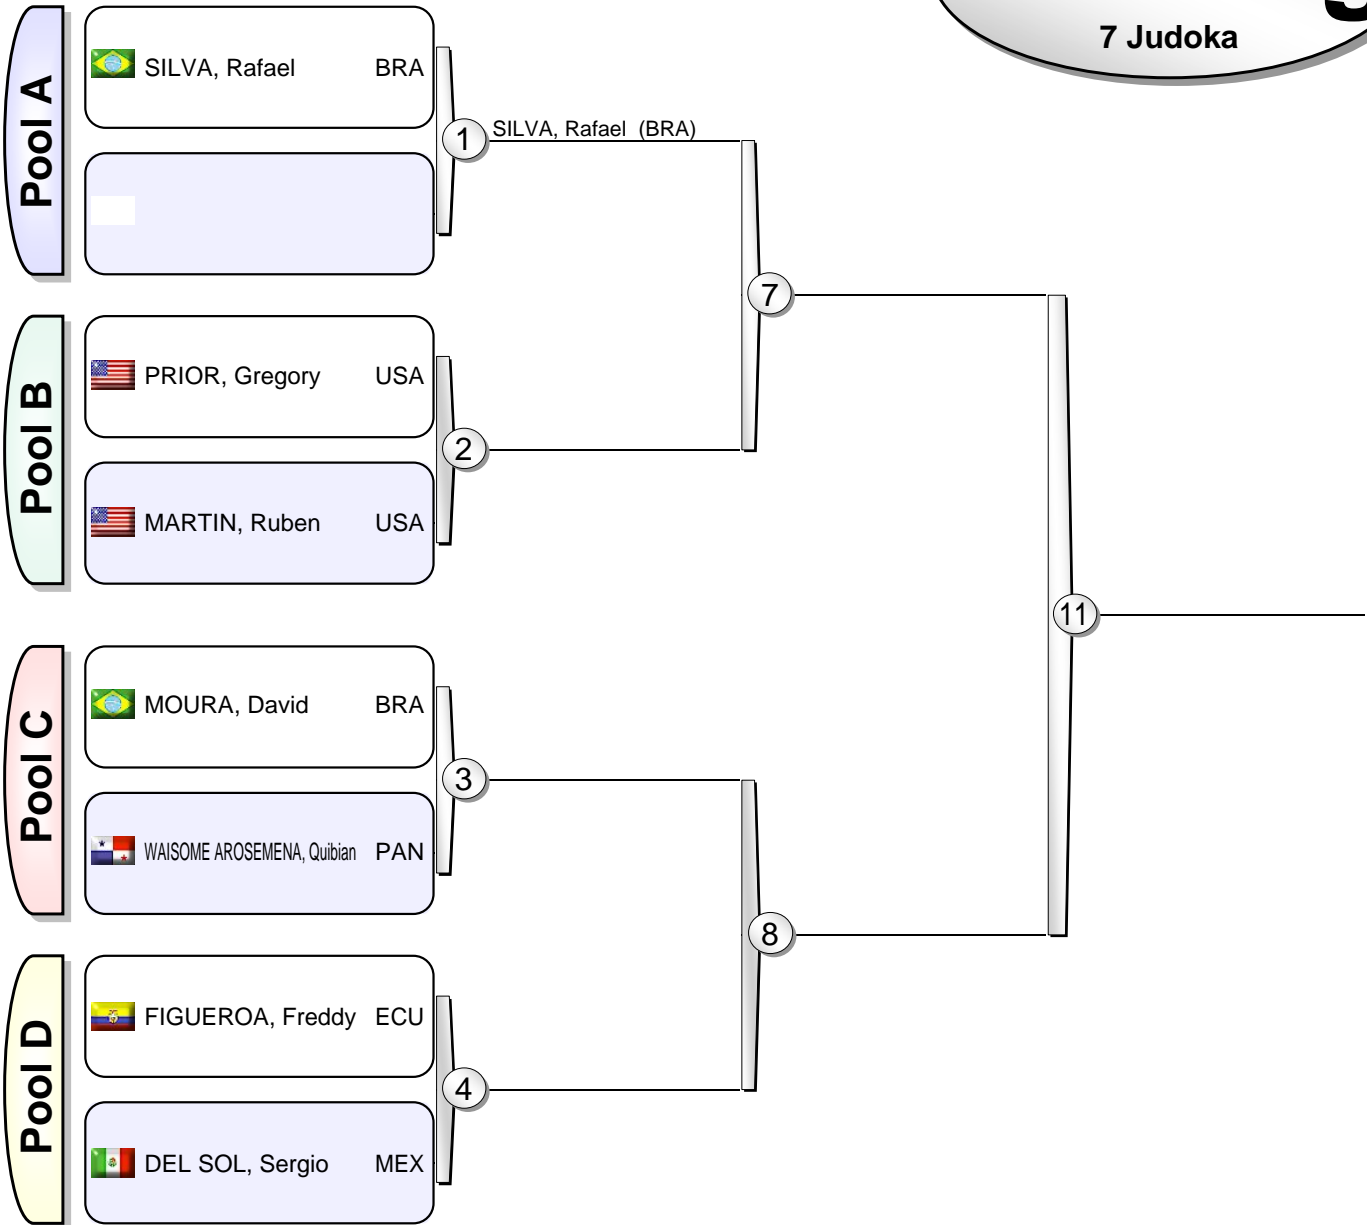 7 Judoka
Pool A
SILVA, Rafael BRA
1
SILVA, Rafael (BRA)
7
Pool B
PRIOR, Gregory USA
2
MARTIN, Ruben USA
11
Pool C
MOURA, David BRA
3
WAISOME AROSEMENA, Quibian PAN
8
Pool D
FIGUEROA, Freddy ECU
4
DEL SOL, Sergio MEX